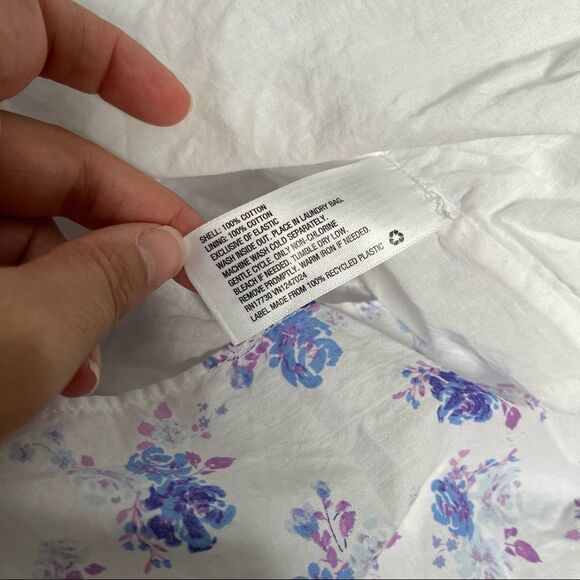 SHELL: 100% COTTON
LINING: 100% COTTON
EXCLUSIVE OF ELASTIC
WASH INSIDE OUT. PLACE IN LAUNDRY BAG.
MACHINE WASH COLD SEPARATELY.
GENTLE CYCLE. ONLY NON-CHLORINE
BLEACH IF NEEDED. TUMBLE DRY LOW.
REMOVE PROMPTLY. WARM IRON IF NEEDED.
RN17730 VN1247024
LABEL MADE FROM 100% RECYCLED PLASTIC